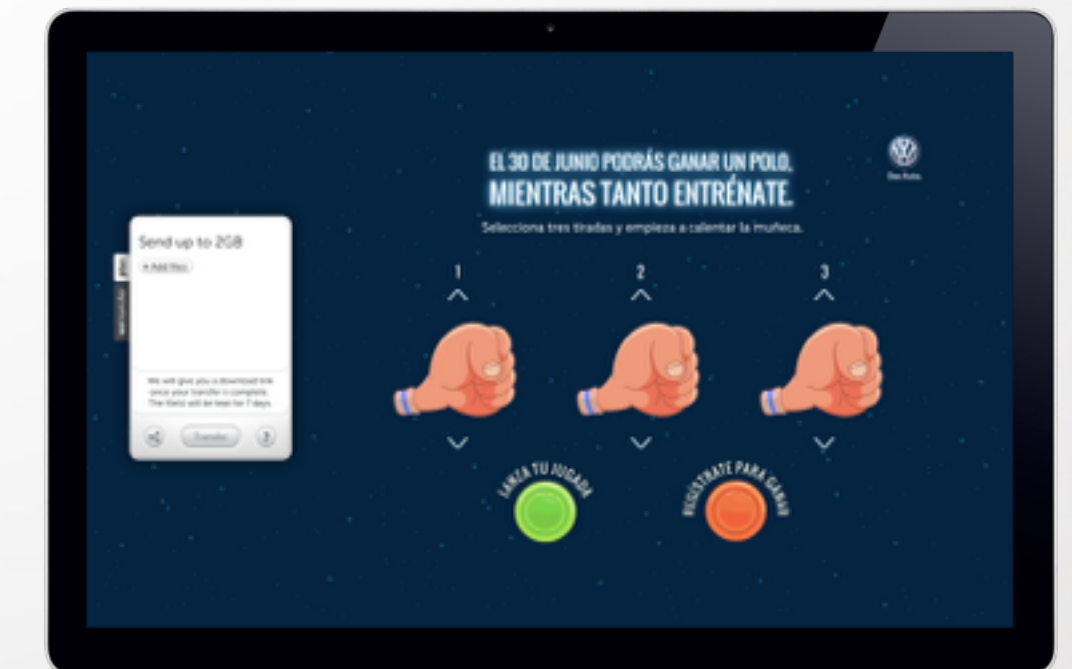 EL 30 DE JUNIO PODRÁS GANAR UN POLO,
MIENTRAS TANTO ENTRÉNATE.
Selecciona tres tiradas y empieza a calentar la muñeca.
Das Auto.
Send up to 2GB
+ Add files
We will give you a download link
once your transfer is complete.
The file(s) will be kept for 7 days
Transfer
?
1
2
3
LANZA TU JUGADA
REGÍSTRATE PARA GANAR